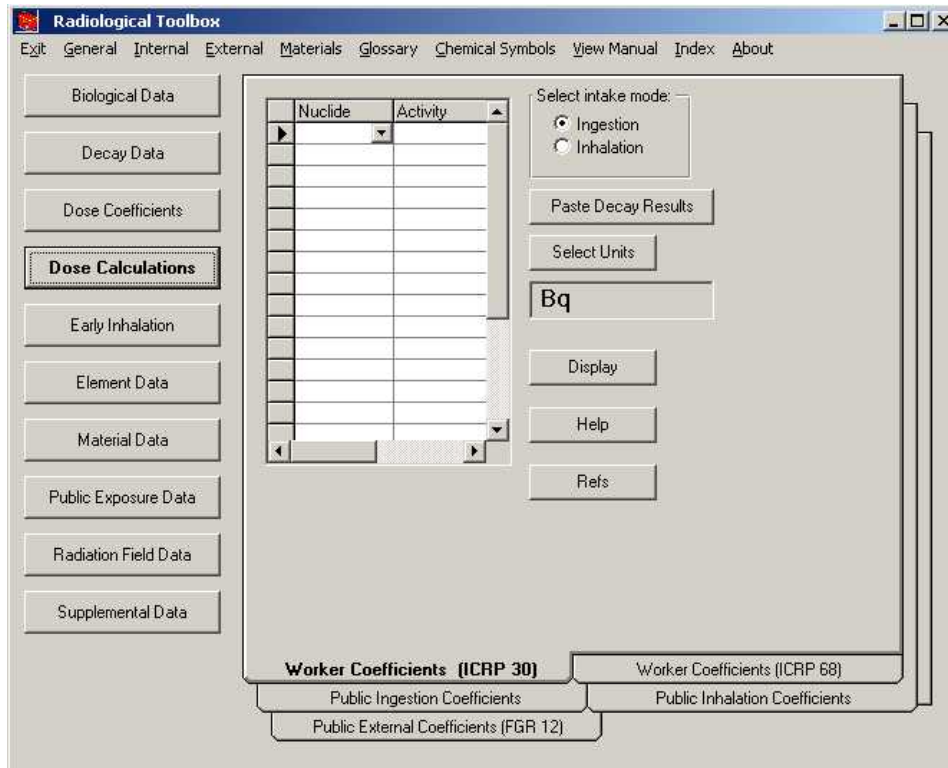 Radiological Toolbox
Exit General Internal External Materials Glossary Chemical Symbols View Manual Index About
Biological Data
Decay Data
Dose Coefficients
Dose Calculations
Early Inhalation
Element Data
Material Data
Public Exposure Data
Radiation Field Data
Supplemental Data
Nuclide Activity
Select intake mode:
Ingestion
Inhalation
Paste Decay Results
Select Units
Bq
Display
Help
Refs
Worker Coefficients (ICRP 30) Worker Coefficients (ICRP 68)
Public Ingestion Coefficients Public Inhalation Coefficients
Public External Coefficients (FGR 12)